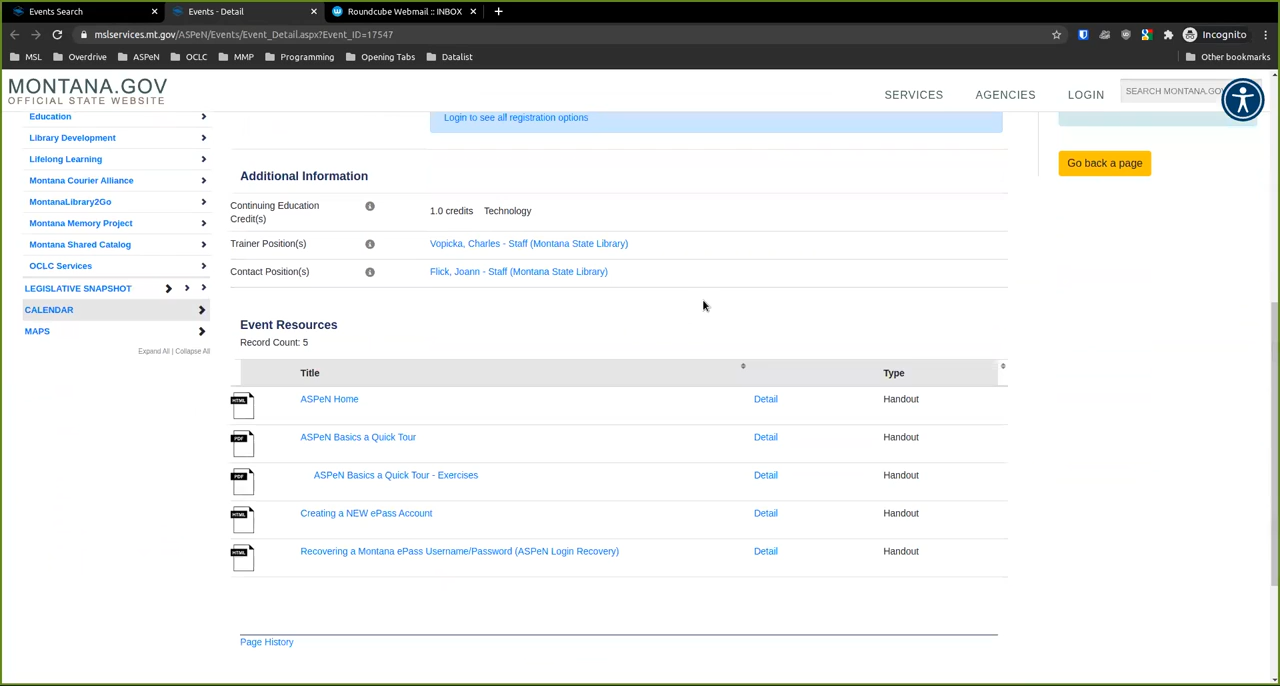 Events Search
Events - Detail
Roundcube Webmail :: INBOX
mslservices.mt.gov/ASPeN/Events/Event_Detail.aspx?Event_ID=17547
Incognito
MSL
Overdrive
ASPeN
OCLC
MMP
Programming
Opening Tabs
Datalist
Other bookmarks
MONTANA.GOV
OFFICIAL STATE WEBSITE
SERVICES
AGENCIES
LOGIN
SEARCH MONTANA.GOV
Education
Library Development
Lifelong Learning
Montana Courier Alliance
MontanaLibrary2Go
Montana Memory Project
Montana Shared Catalog
OCLC Services
LEGISLATIVE SNAPSHOT
CALENDAR
MAPS
Expand All | Collapse All
Login to see all registration options
Go back a page
Additional Information
Continuing Education
Credit(s)
1.0 credits Technology
Trainer Position(s)
Vopicka, Charles - Staff (Montana State Library)
Contact Position(s)
Flick, Joann - Staff (Montana State Library)
Event Resources
Record Count: 5
Title
Type
HTML
ASPeN Home
Detail
Handout
PDF
ASPeN Basics a Quick Tour
Detail
Handout
PDF
ASPeN Basics a Quick Tour - Exercises
Detail
Handout
HTML
Creating a NEW ePass Account
Detail
Handout
HTML
Recovering a Montana ePass Username/Password (ASPeN Login Recovery)
Detail
Handout
Page History